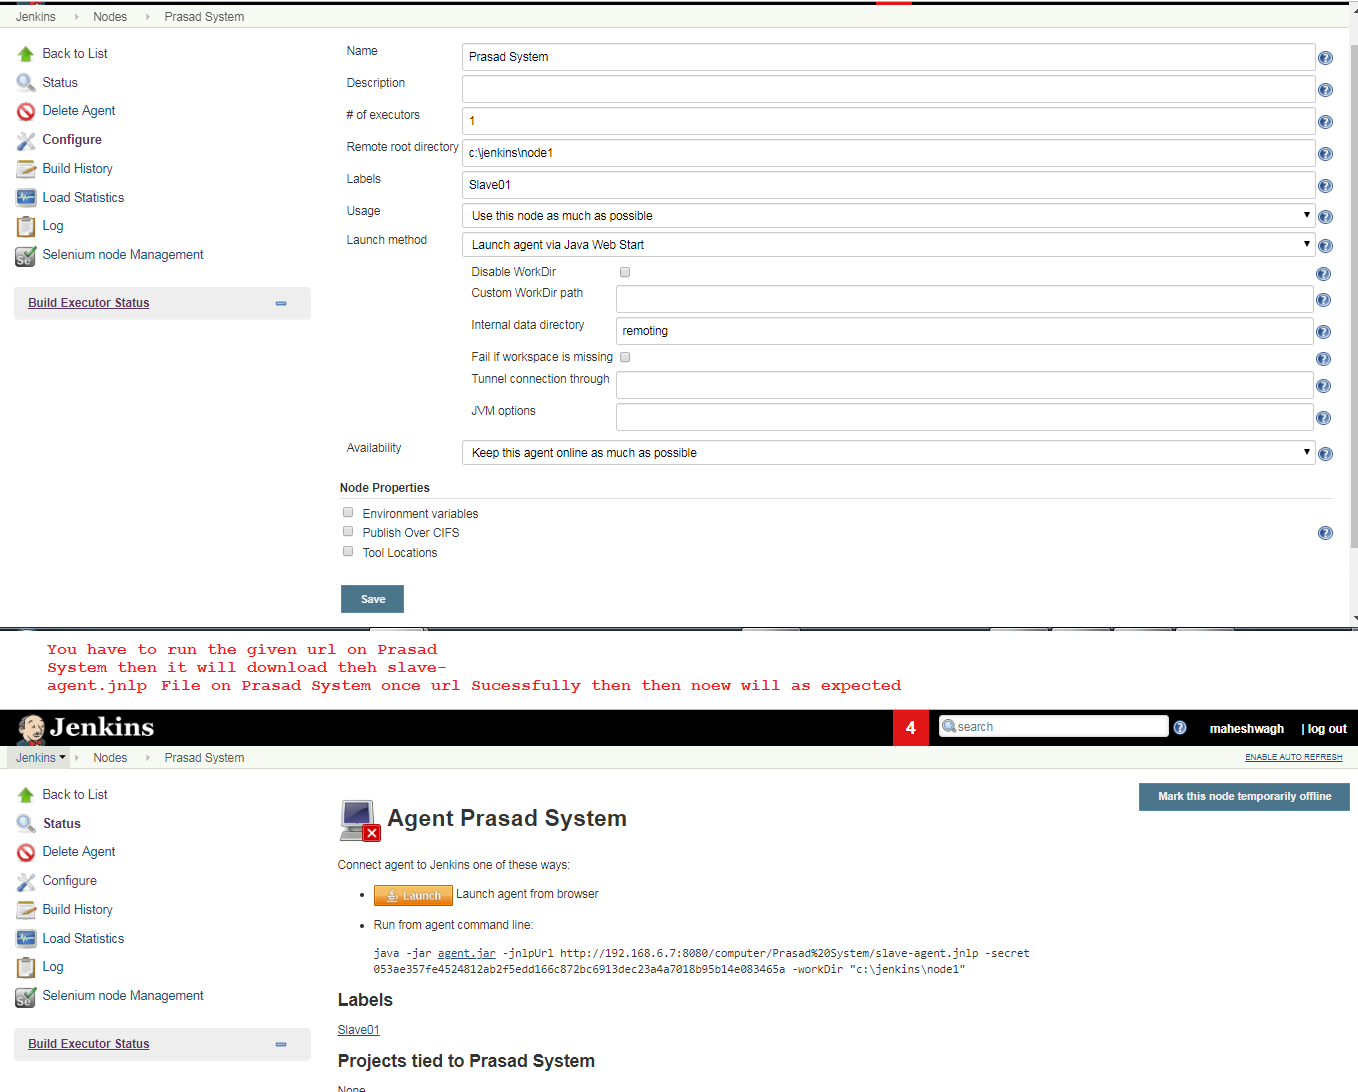 Jenkins Nodes Prasad System
Back to List
Status
Delete Agent
Configure
Build History
Load Statistics
Log
Selenium node Management
Build Executor Status
Name Prasad System
Description
# of executors 1
Remote root directory c:\jenkins\node1
Labels Slave01
Usage Use this node as much as possible
Launch method Launch agent via Java Web Start
Disable WorkDir
Custom WorkDir path
Internal data directory remoting
Fail if workspace is missing
Tunnel connection through
JVM options
Availability Keep this agent online as much as possible
Node Properties
Environment variables
Publish Over CIFS
Tool Locations
Save
You have to run the given url on Prasad
System then it will download theh slave-
agent.jnlp File on Prasad System once url Sucessfully then then noew will as expected
Jenkins 4 search maheshwagh | log out
Jenkins Nodes Prasad System ENABLE AUTO REFRESH
Back to List
Status
Delete Agent
Configure
Build History
Load Statistics
Log
Selenium node Management
Build Executor Status
Mark this node temporarily offline
Agent Prasad System
Connect agent to Jenkins one of these ways:
Launch Launch agent from browser
Run from agent command line:
java -jar agent.jar -jnlpUrl http://192.168.6.7:8080/computer/Prasad%20System/slave-agent.jnlp -secret
053ae357fe4524812ab2f5edd166c872bc6913dec23a4a7018b95b14e083465a -workDir "c:\jenkins\node1"
Labels
Slave01
Projects tied to Prasad System
None